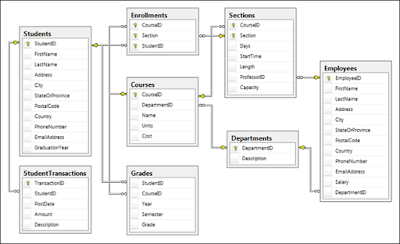 Students
StudentID
FirstName
LastName
Address
City
StateOrProvince
PostalCode
Country
PhoneNumber
EmailAddress
GraduationYear
StudentTransactions
TransactionID
StudentID
PostDate
Amount
Description
Enrollments
CourseID
Section
StudentID
Courses
CourseID
DepartmentID
Name
Units
Cost
Grades
StudentID
CourseID
Year
Semester
Grade
Sections
CourseID
Section
Days
StartTime
Length
ProfessorID
Capacity
Departments
DepartmentID
Description
Employees
EmployeeID
FirstName
LastName
Address
City
StateOrProvince
PostalCode
Country
PhoneNumber
EmailAddress
Salary
DepartmentID